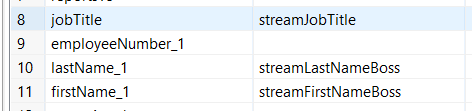 8 jobTitle streamJobTitle
9 employeeNumber_1
10 lastName_1 streamLastNameBoss
11 firstName_1 streamFirstNameBoss